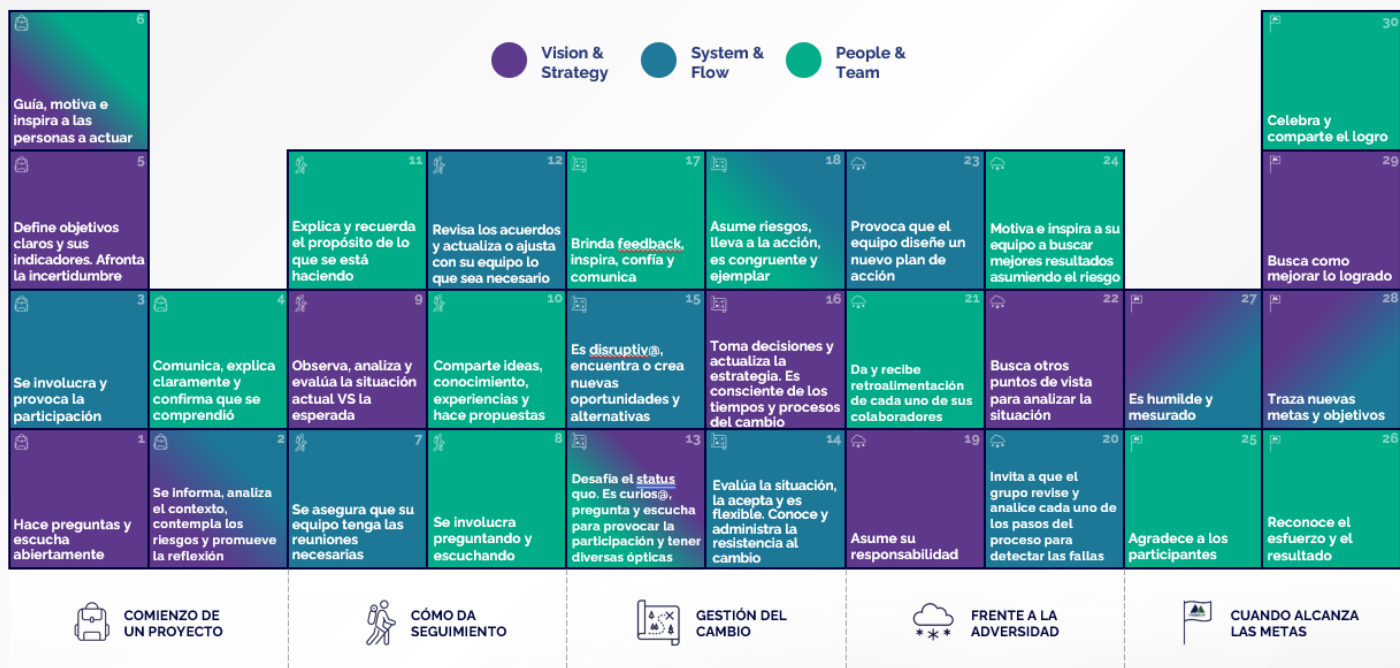 Vision &
Strategy
System &
Flow
People &
Team
6
Guía, motiva e
inspira a las
personas a actuar
30
Celebra y
comparte el logro
5
Define objetivos
claros y sus
indicadores. Afronta
la incertidumbre
11
Explica y recuerda
el propósito de lo
que se está
haciendo
12
Revisa los acuerdos
y actualiza o ajusta
con su equipo lo
que sea necesario
17
Brinda feedback,
inspira, confía y
comunica
18
Asume riesgos,
lleva a la acción,
es congruente y
ejemplar
23
Provoca que el
equipo diseñe un
nuevo plan de
acción
24
Motiva e inspira a su
equipo a buscar
mejores resultados
asumiendo el riesgo
29
Busca como
mejorar lo logrado
3
Se involucra y
provoca la
participación
4
Comunica, explica
claramente y
confirma que se
comprendió
9
Observa, analiza y
evalúa la situación
actual VS la
esperada
10
Comparte ideas,
conocimiento,
experiencias y
hace propuestas
15
Es disruptiv@,
encuentra o crea
nuevas
oportunidades y
alternativas
16
Toma decisiones y
actualiza la
estrategia. Es
consciente de los
tiempos y procesos
del cambio
21
Da y recibe
retroalimentación
de cada uno de sus
colaboradores
22
Busca otros
puntos de vista
para analizar la
situación
27
Es humilde y
mesurado
28
Traza nuevas
metas y objetivos
1
Hace preguntas y
escucha
abiertamente
2
Se informa, analiza
el contexto,
contempla los
riesgos y promueve
la reflexión
7
Se asegura que su
equipo tenga las
reuniones
necesarias
8
Se involucra
preguntando y
escuchando
13
Desafía el status
quo. Es curios@,
pregunta y escucha
para provocar la
participación y tener
diversas ópticas
14
Evalúa la situación,
la acepta y es
flexible. Conoce y
administra la
resistencia al
cambio
19
Asume su
responsabilidad
20
Invita a que el
grupo revise y
analice cada uno de
los pasos del
proceso para
detectar las fallas
25
Agradece a los
participantes
26
Reconoce el
esfuerzo y el
resultado
COMIENZO DE
UN PROYECTO
CÓMO DA
SEGUIMIENTO
GESTIÓN DEL
CAMBIO
FRENTE A LA
ADVERSIDAD
CUANDO ALCANZA
LAS METAS